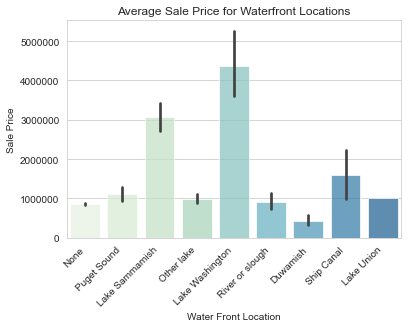 Average Sale Price for Waterfront Locations
Sale Price
5000000
4000000
3000000
2000000
1000000
0
None
Puget Sound
Lake Sammamish
Other lake
Lake Washington
River or slough
Duwamish
Ship Canal
Lake Union
Water Front Location